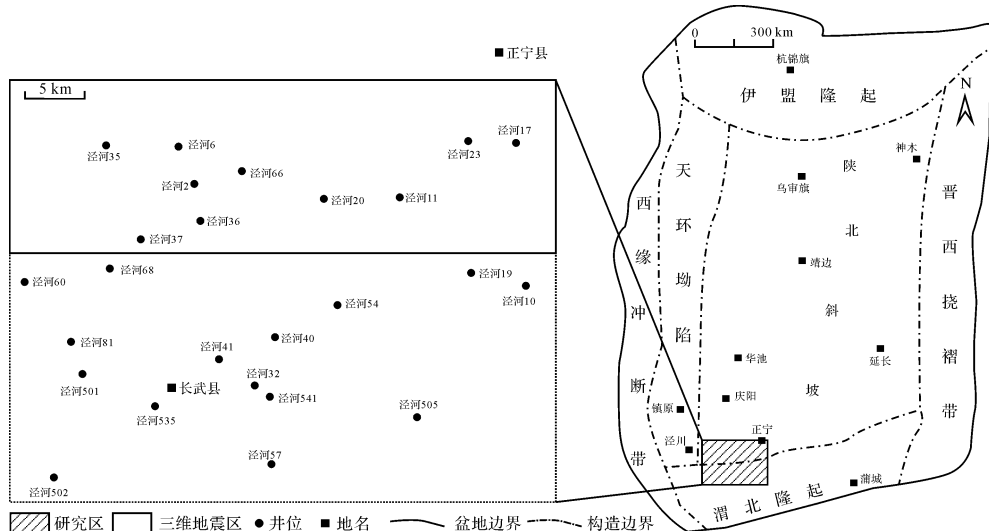 正宁县
5 km
泾河35
泾河6
泾河23
泾河17
泾河2
泾河66
泾河20
泾河11
泾河36
泾河37
泾河60
泾河68
泾河19
泾河10
泾河54
泾河81
泾河41
泾河40
泾河501
长武县
泾河32
泾河541
泾河535
泾河505
泾河57
泾河502
0 300 km
杭锦旗
伊盟隆起
N
神木
乌审旗
天环坳陷
西缘冲断带
陕北斜坡
晋西挠褶带
靖边
华池
延长
庆阳
镇原
正宁
泾川
蒲城
渭北隆起
研究区 三维地震区 井位 地名 盆地边界 构造边界